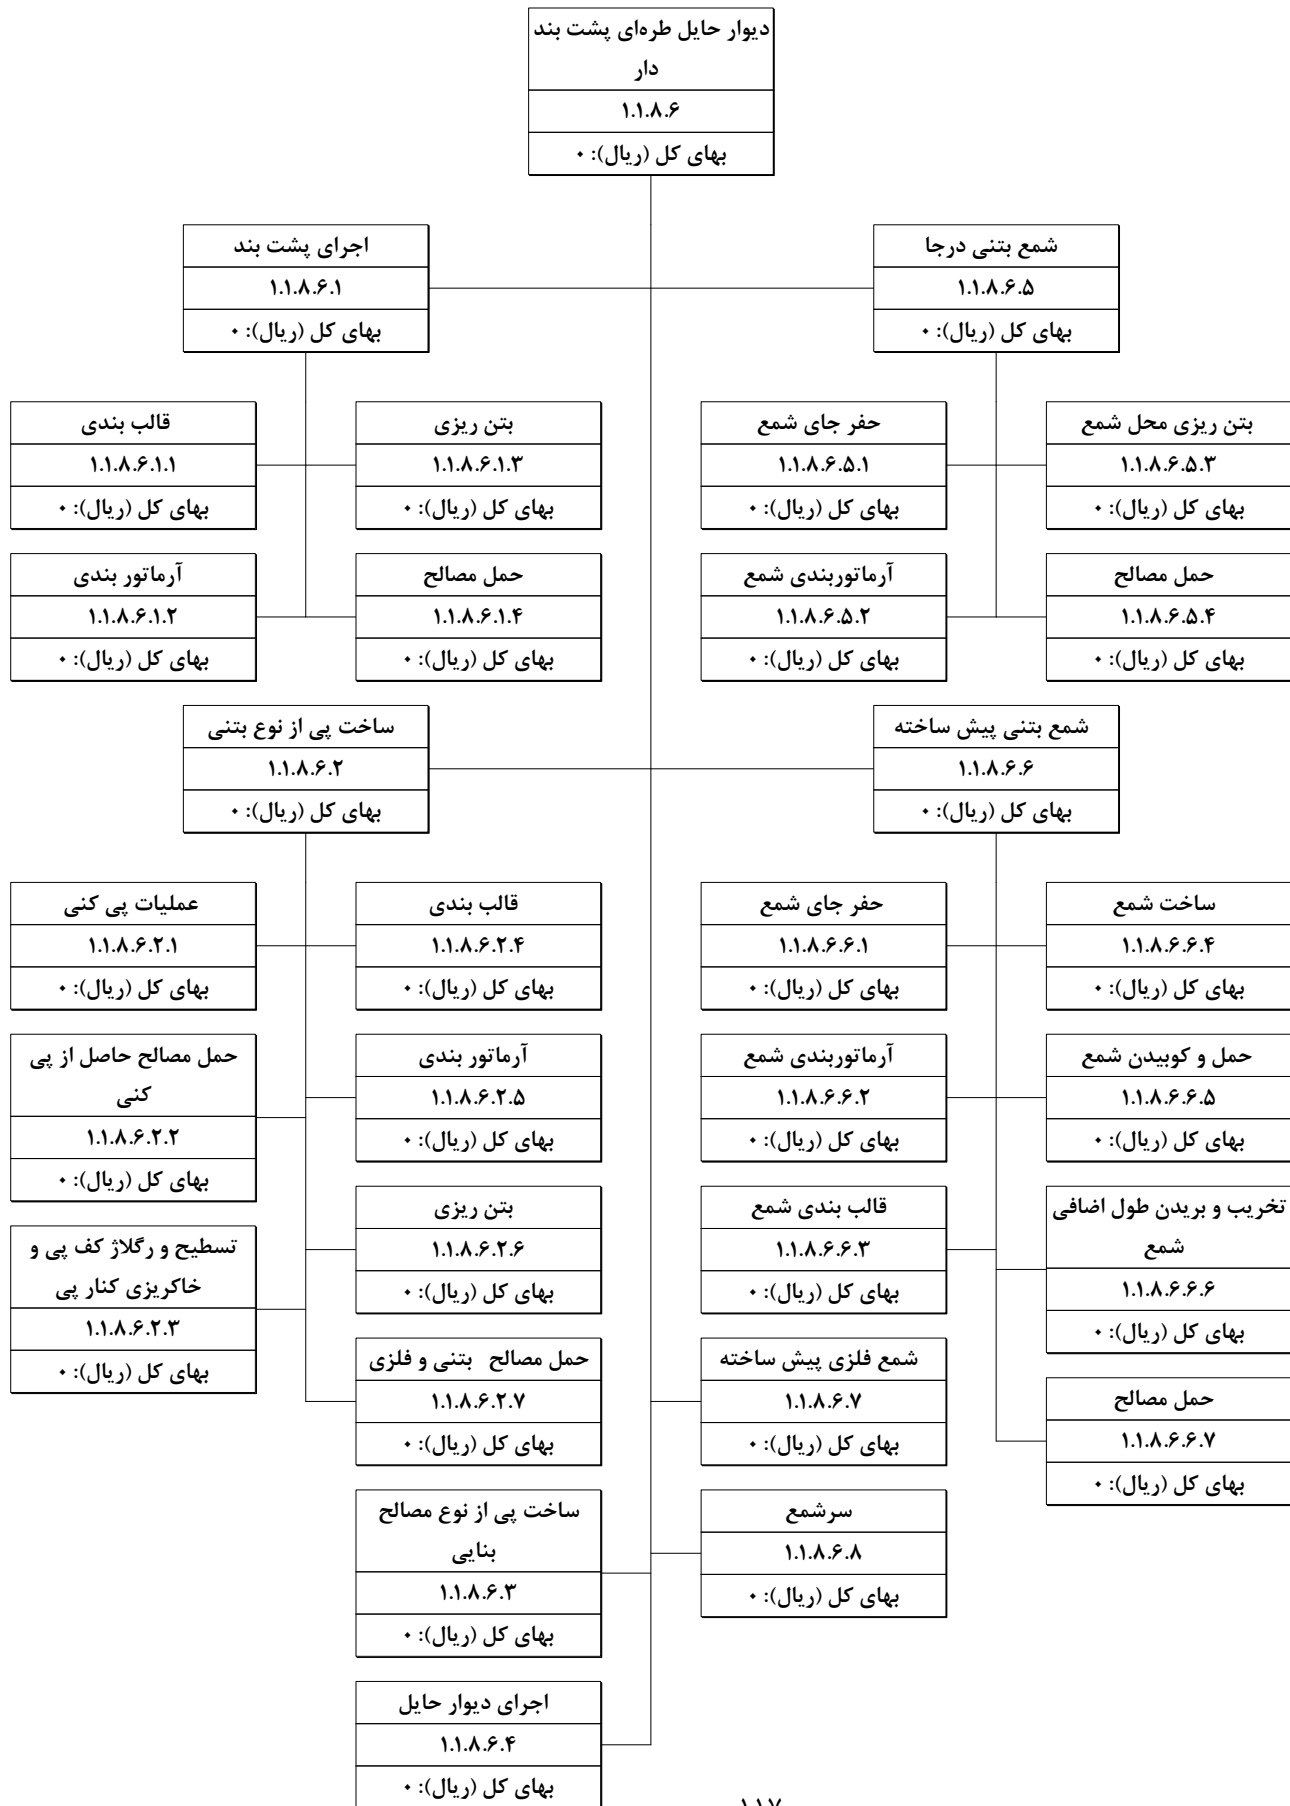 دیوار حایل طره‌ای پشت بند
دار
۱.۱.۸.۶
بهای کل (ریال): ۰
شمع بتنی درجا
۱.۱.۸.۶.۵
بهای کل (ریال): ۰
اجرای پشت بند
۱.۱.۸.۶.۱
بهای کل (ریال): ۰
بتن ریزی محل شمع
۱.۱.۸.۶.۵.۳
بهای کل (ریال): ۰
حفر جای شمع
۱.۱.۸.۶.۵.۱
بهای کل (ریال): ۰
بتن ریزی
۱.۱.۸.۶.۱.۳
بهای کل (ریال): ۰
قالب بندی
۱.۱.۸.۶.۱.۱
بهای کل (ریال): ۰
حمل مصالح
۱.۱.۸.۶.۵.۴
بهای کل (ریال): ۰
آرماتوربندی شمع
۱.۱.۸.۶.۵.۲
بهای کل (ریال): ۰
حمل مصالح
۱.۱.۸.۶.۱.۴
بهای کل (ریال): ۰
آرماتور بندی
۱.۱.۸.۶.۱.۲
بهای کل (ریال): ۰
شمع بتنی پیش ساخته
۱.۱.۸.۶.۶
بهای کل (ریال): ۰
ساخت پی از نوع بتنی
۱.۱.۸.۶.۲
بهای کل (ریال): ۰
ساخت شمع
۱.۱.۸.۶.۶.۴
بهای کل (ریال): ۰
حفر جای شمع
۱.۱.۸.۶.۶.۱
بهای کل (ریال): ۰
قالب بندی
۱.۱.۸.۶.۲.۴
بهای کل (ریال): ۰
عملیات پی کنی
۱.۱.۸.۶.۲.۱
بهای کل (ریال): ۰
حمل و کوبیدن شمع
۱.۱.۸.۶.۶.۵
بهای کل (ریال): ۰
آرماتوربندی شمع
۱.۱.۸.۶.۶.۲
بهای کل (ریال): ۰
آرماتور بندی
۱.۱.۸.۶.۲.۵
بهای کل (ریال): ۰
حمل مصالح حاصل از پی
کنی
۱.۱.۸.۶.۲.۲
بهای کل (ریال): ۰
تخریب و بریدن طول اضافی
شمع
۱.۱.۸.۶.۶.۶
بهای کل (ریال): ۰
قالب بندی شمع
۱.۱.۸.۶.۶.۳
بهای کل (ریال): ۰
بتن ریزی
۱.۱.۸.۶.۲.۶
بهای کل (ریال): ۰
تسطیح و رگلاژ کف پی و
خاکریزی کنار پی
۱.۱.۸.۶.۲.۳
بهای کل (ریال): ۰
حمل مصالح
۱.۱.۸.۶.۶.۷
بهای کل (ریال): ۰
شمع فلزی پیش ساخته
۱.۱.۸.۶.۷
بهای کل (ریال): ۰
حمل مصالح بتنی و فلزی
۱.۱.۸.۶.۲.۷
بهای کل (ریال): ۰
سرشمع
۱.۱.۸.۶.۸
بهای کل (ریال): ۰
ساخت پی از نوع مصالح
بنایی
۱.۱.۸.۶.۳
بهای کل (ریال): ۰
اجرای دیوار حایل
۱.۱.۸.۶.۴
بهای کل (ریال): ۰
۱۱۷